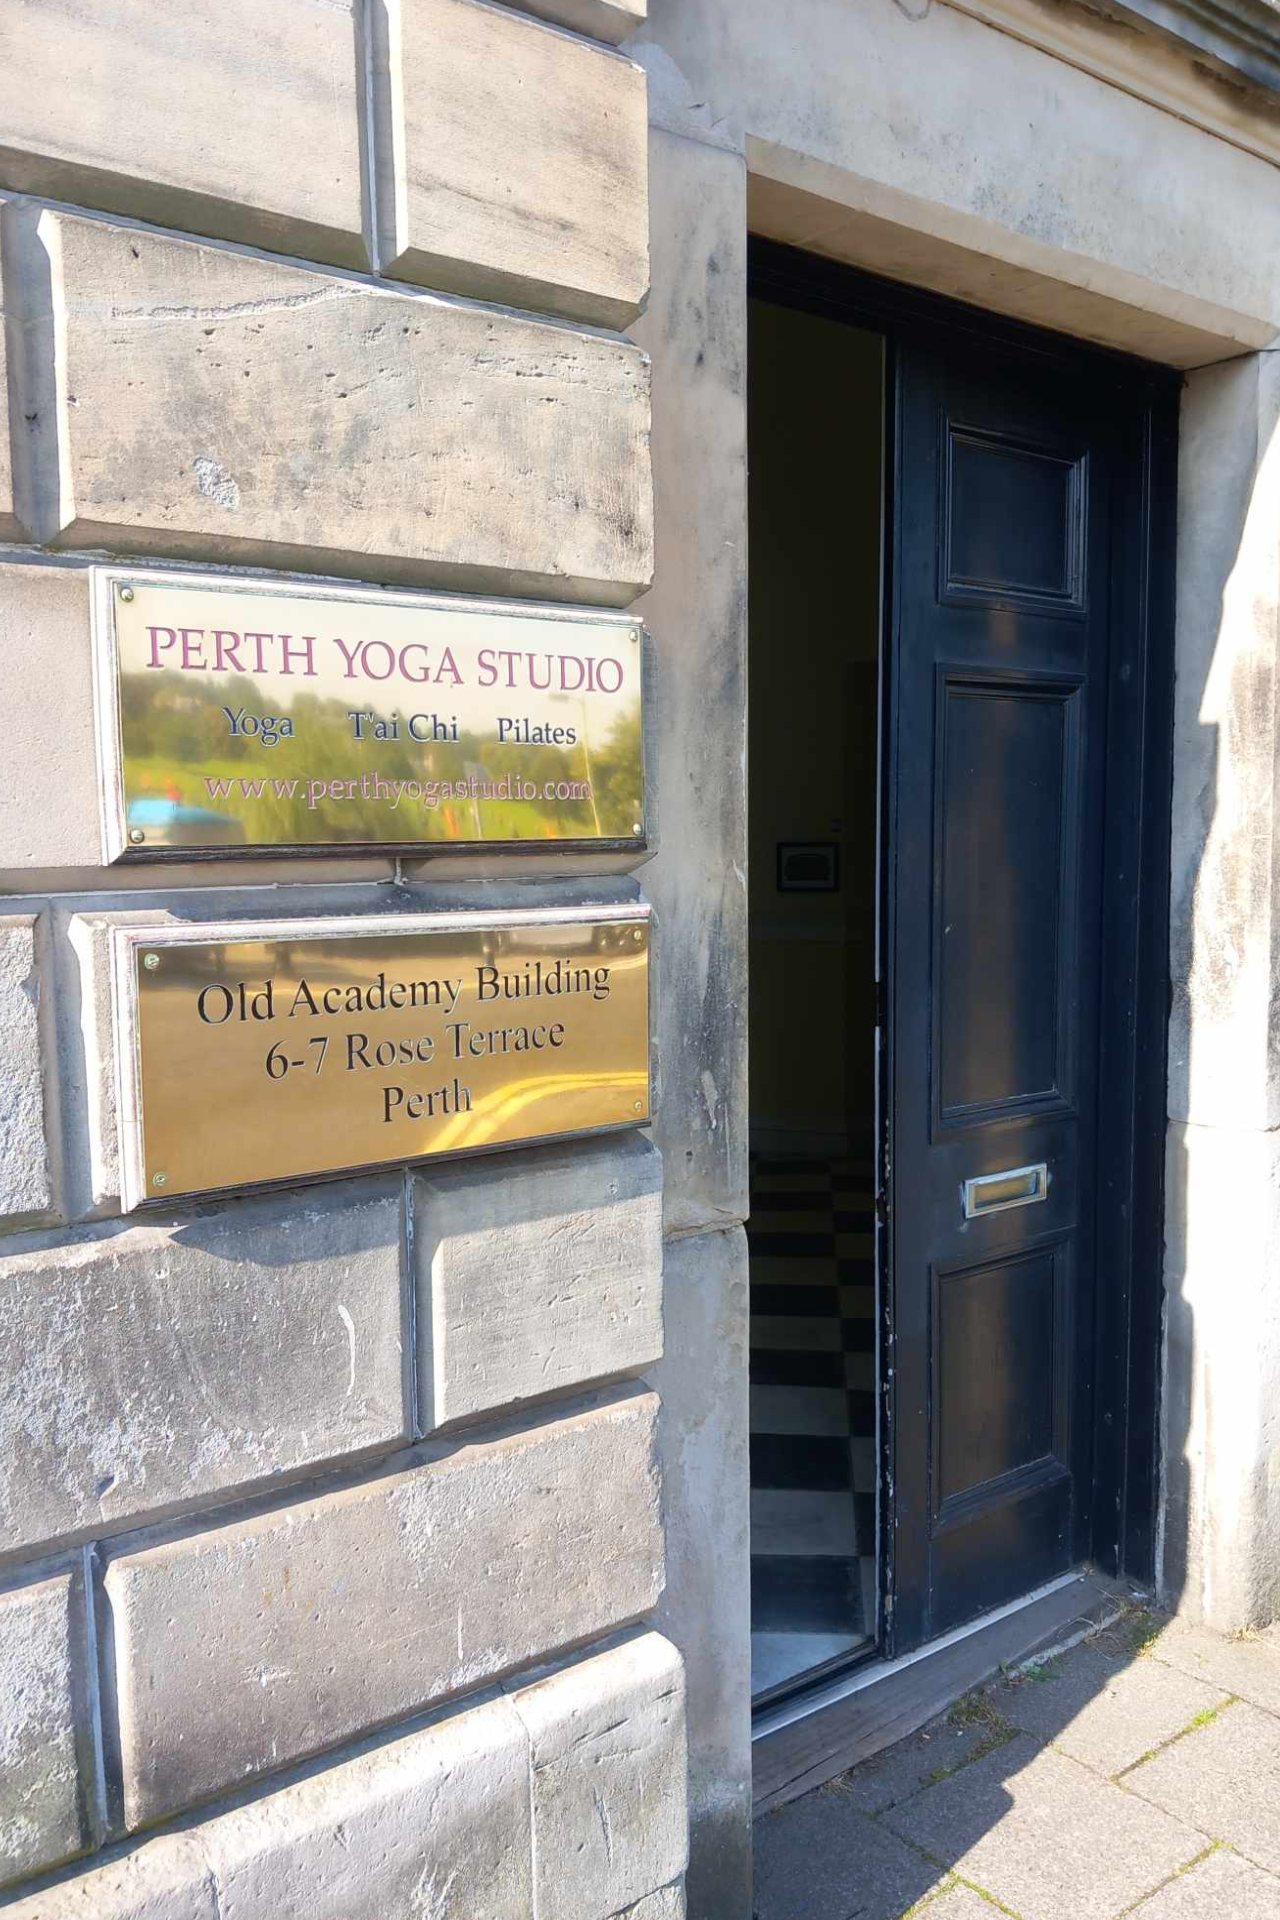 PERTH YOGA STUDIO
Yoga T'ai Chi Pilates
www.perthyogastudio.com
Old Academy Building
6-7 Rose Terrace
Perth